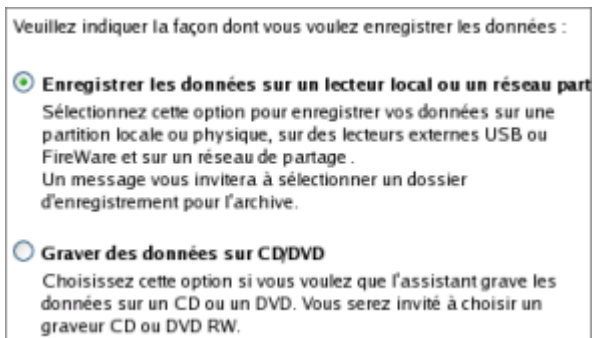 Veuillez indiquer la façon dont vous voulez enregistrer les données :
Enregistrer les données sur un lecteur local ou un réseau part
Sélectionnez cette option pour enregistrer vos données sur une
partition locale ou physique, sur des lecteurs externes USB ou
FireWare et sur un réseau de partage .
Un message vous invitera à sélectionner un dossier
d'enregistrement pour l'archive.
Graver des données sur CD/DVD
Choisissez cette option si vous voulez que l'assistant grave les
données sur un CD ou un DVD. Vous serez invité à choisir un
graveur CD ou DVD RW.